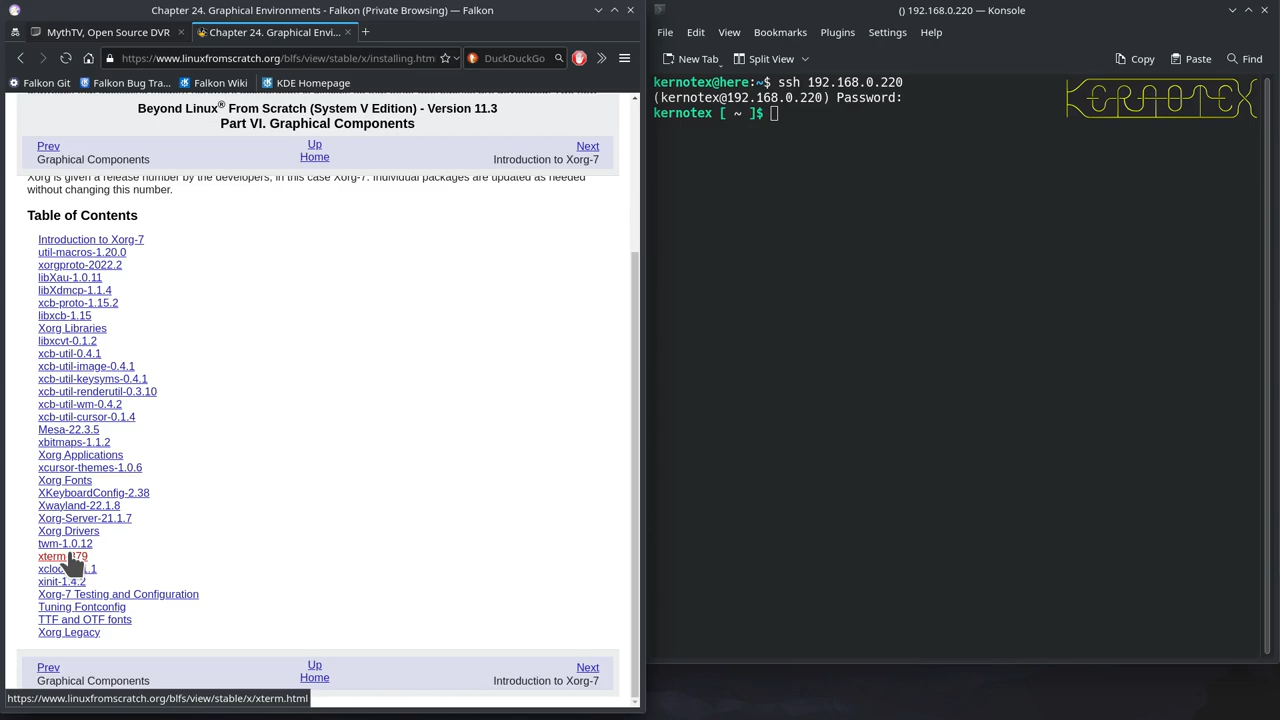 Chapter 24. Graphical Environments - Falkon (Private Browsing) — Falkon
MythTV, Open Source DVR
Chapter 24. Graphical Envi...
https://www.linuxfromscratch.org/blfs/view/stable/x/installing.html
DuckDuckGo
Falkon Git
Falkon Bug Tra...
Falkon Wiki
KDE Homepage
Beyond Linux® From Scratch (System V Edition) - Version 11.3
Part VI. Graphical Components
Prev
Up
Next
Graphical Components
Home
Introduction to Xorg-7
Xorg is given a release number by the developers, in this case Xorg-7. Individual packages are updated as needed
without changing this number.
Table of Contents
Introduction to Xorg-7
util-macros-1.20.0
xorgproto-2022.2
libXau-1.0.11
libXdmcp-1.1.4
xcb-proto-1.15.2
libxcb-1.15
Xorg Libraries
libxcvt-0.1.2
xcb-util-0.4.1
xcb-util-image-0.4.1
xcb-util-keysyms-0.4.1
xcb-util-renderutil-0.3.10
xcb-util-wm-0.4.2
xcb-util-cursor-0.1.4
Mesa-22.3.5
xbitmaps-1.1.2
Xorg Applications
xcursor-themes-1.0.6
Xorg Fonts
XKeyboardConfig-2.38
Xwayland-22.1.8
Xorg-Server-21.1.7
Xorg Drivers
twm-1.0.12
xterm 79
xcloc .1
xinit-1.4.2
Xorg-7 Testing and Configuration
Tuning Fontconfig
TTF and OTF fonts
Xorg Legacy
Prev
Up
Next
Graphical Components
Home
Introduction to Xorg-7
https://www.linuxfromscratch.org/blfs/view/stable/x/xterm.html
() 192.168.0.220 — Konsole
File Edit View Bookmarks Plugins Settings Help
New Tab Split View Copy Paste Find
kernotex@here:~$ ssh 192.168.0.220
(kernotex@192.168.0.220) Password:
kernotex [ ~ ]$
KERNOTEX